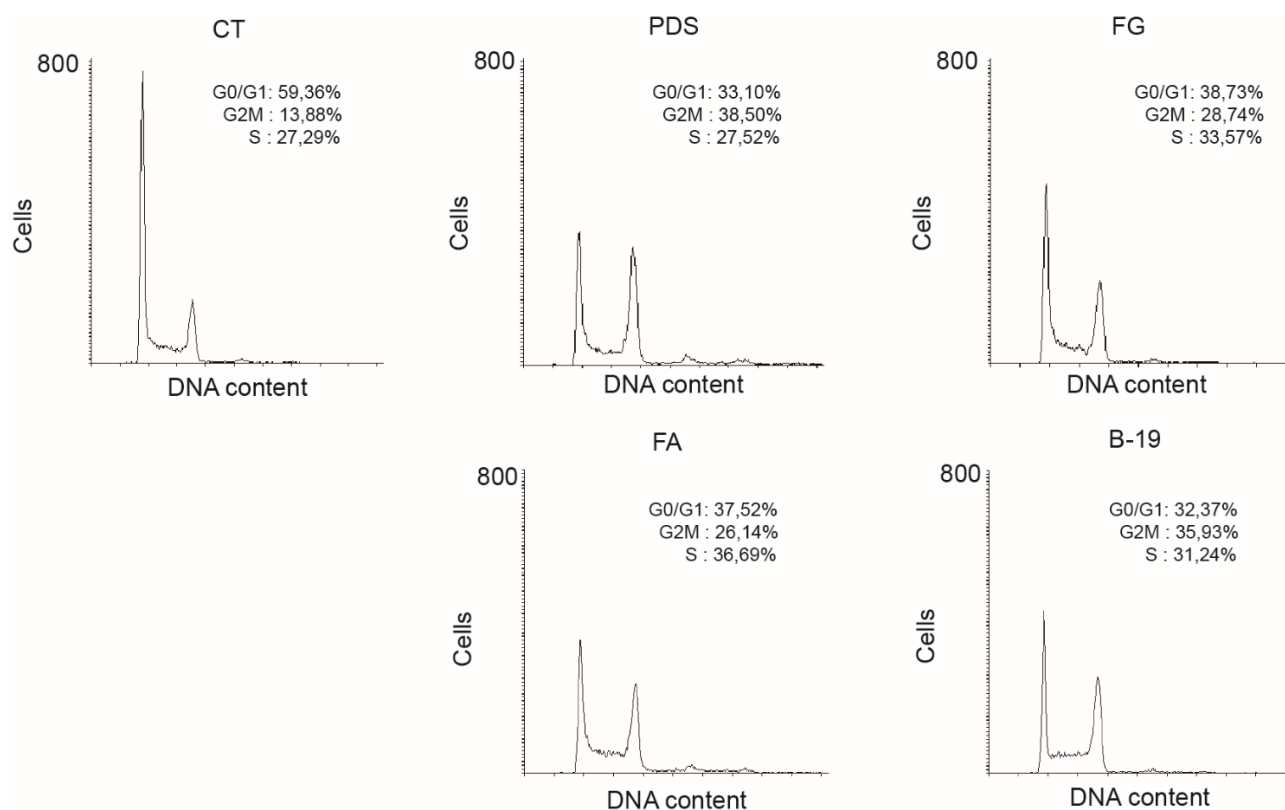 CT
800
G0/G1: 59,36%
G2M : 13,88%
S : 27,29%
Cells
DNA content
PDS
800
G0/G1: 33,10%
G2M : 38,50%
S : 27,52%
Cells
DNA content
FG
800
G0/G1: 38,73%
G2M : 28,74%
S : 33,57%
Cells
DNA content
FA
800
G0/G1: 37,52%
G2M : 26,14%
S : 36,69%
Cells
DNA content
B-19
800
G0/G1: 32,37%
G2M : 35,93%
S : 31,24%
Cells
DNA content